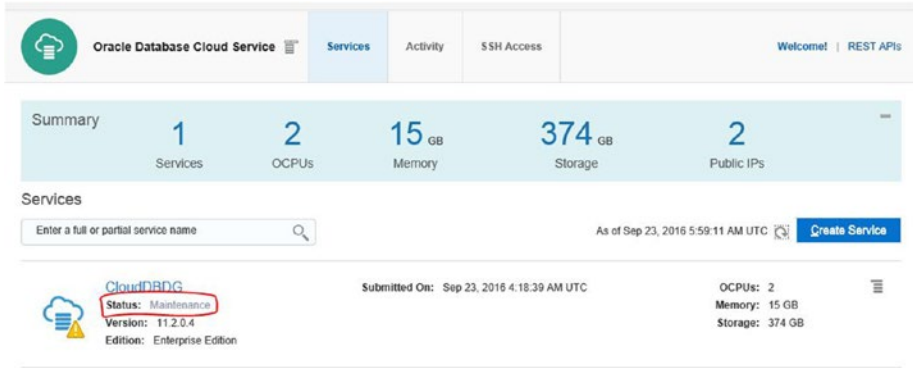 Oracle Database Cloud Service Services Activity SSH Access Welcome! | REST APIs
Summary
1 2 15 GB 374 GB 2
Services OCPUs Memory Storage Public IPs
Services
Enter a full or partial service name As of Sep 23, 2016 5:59:11 AM UTC Create Service
CloudDBDG Submitted On: Sep 23, 2016 4:18:39 AM UTC OCPUs: 2
Status: Maintenance Memory: 15 GB
Version: 11.2.0.4 Storage: 374 GB
Edition: Enterprise Edition